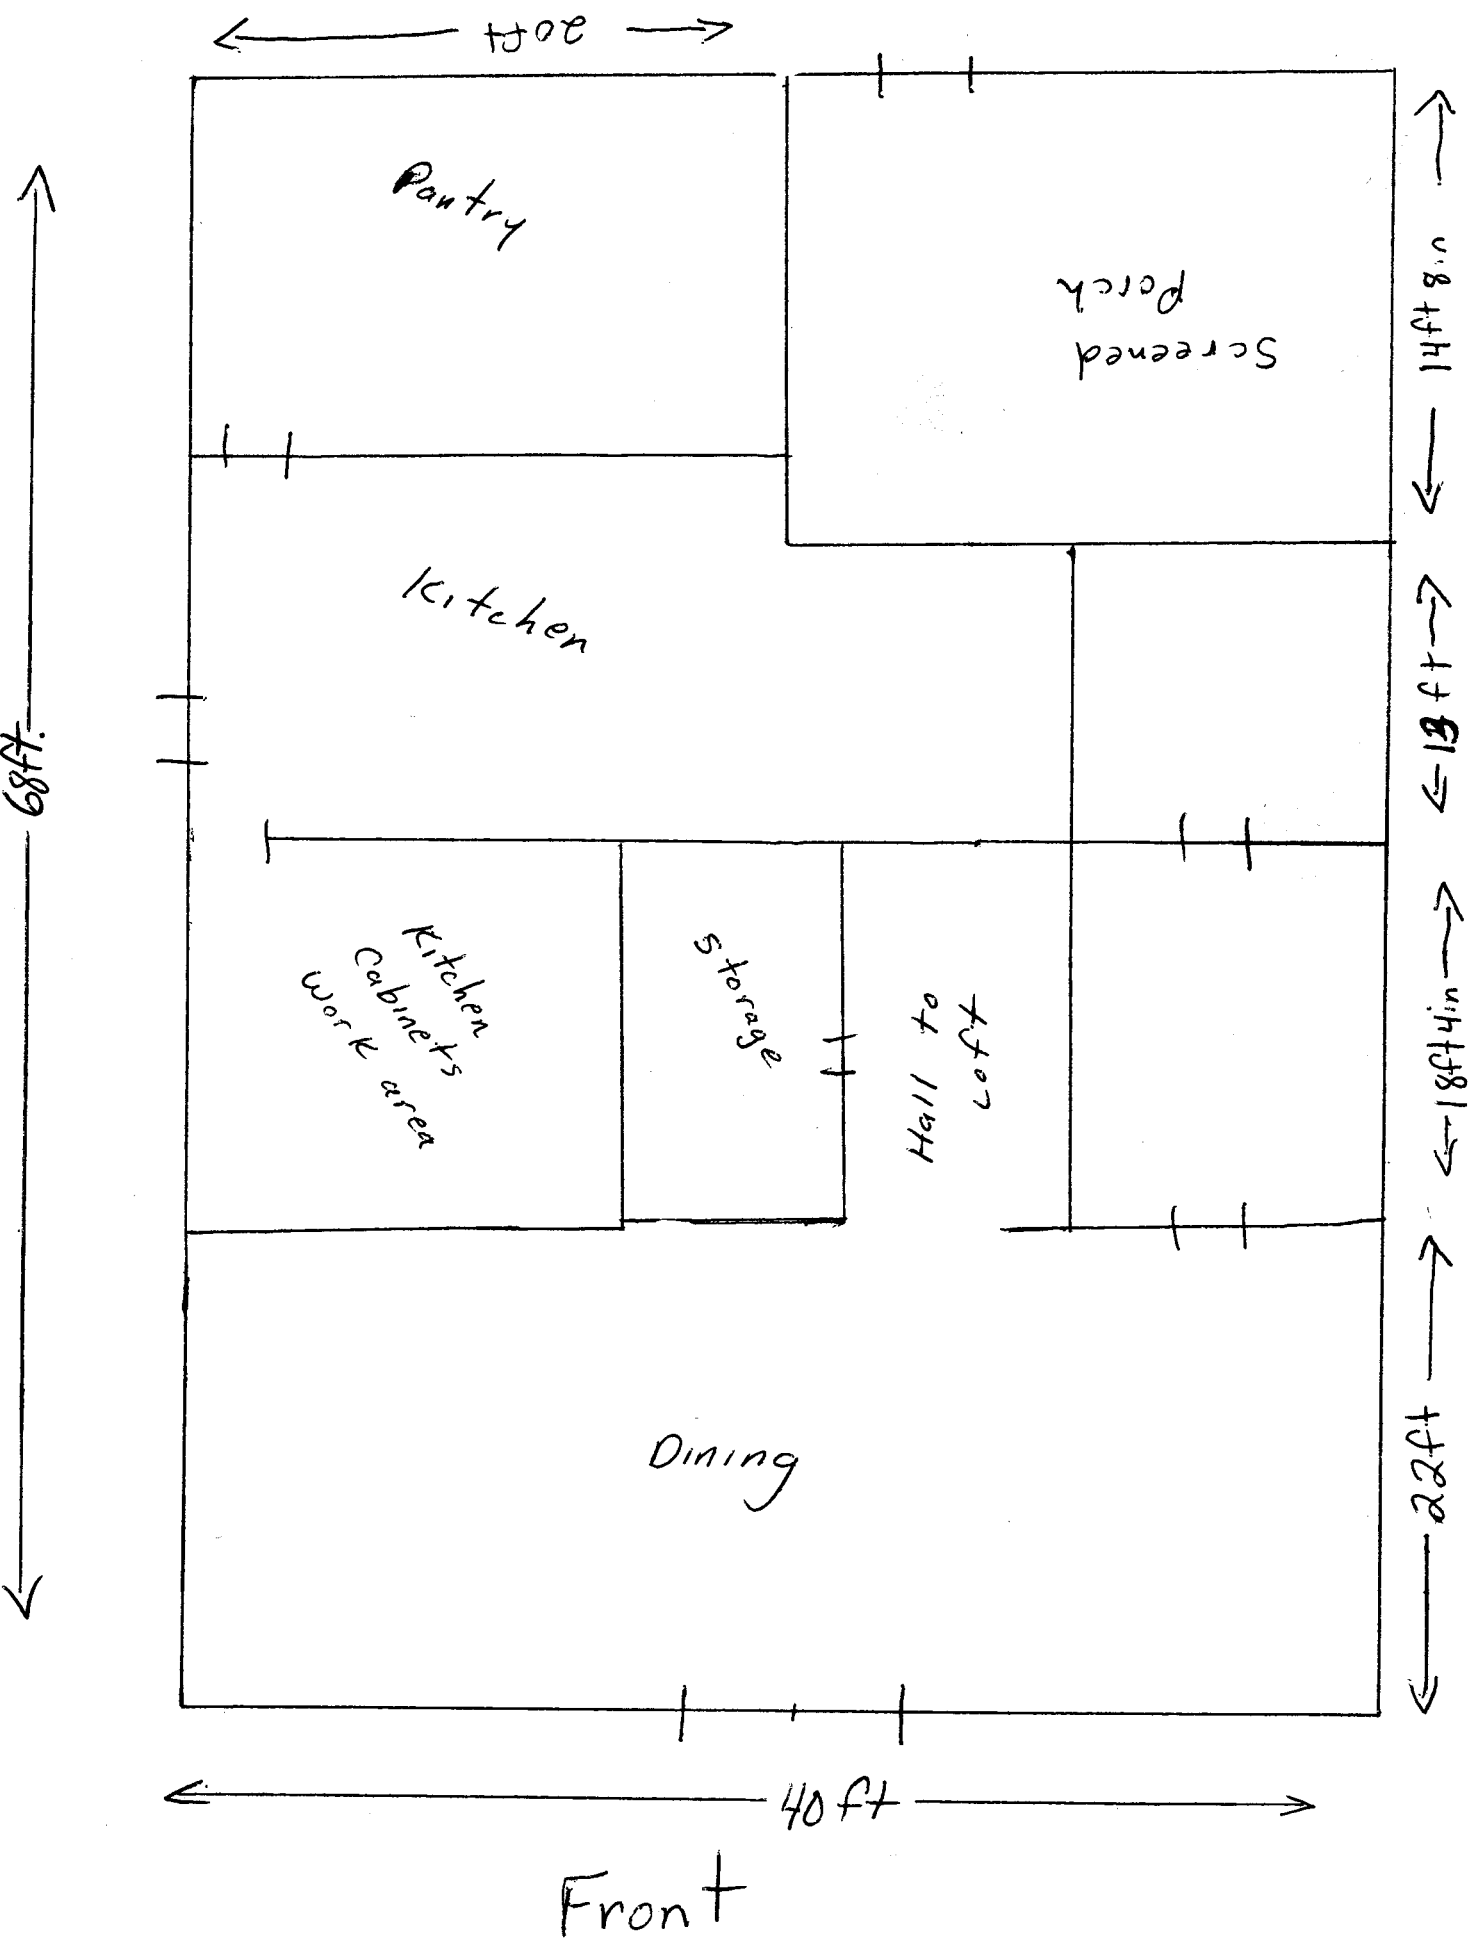 20ft
Pantry
14ft 8in
Screened
Porch
Kitchen
13 ft
68ft.
Kitchen
Cabinets
Work area
Storage
Hall to
Loft
18ft 4in
Dining
22ft
40 ft
Front